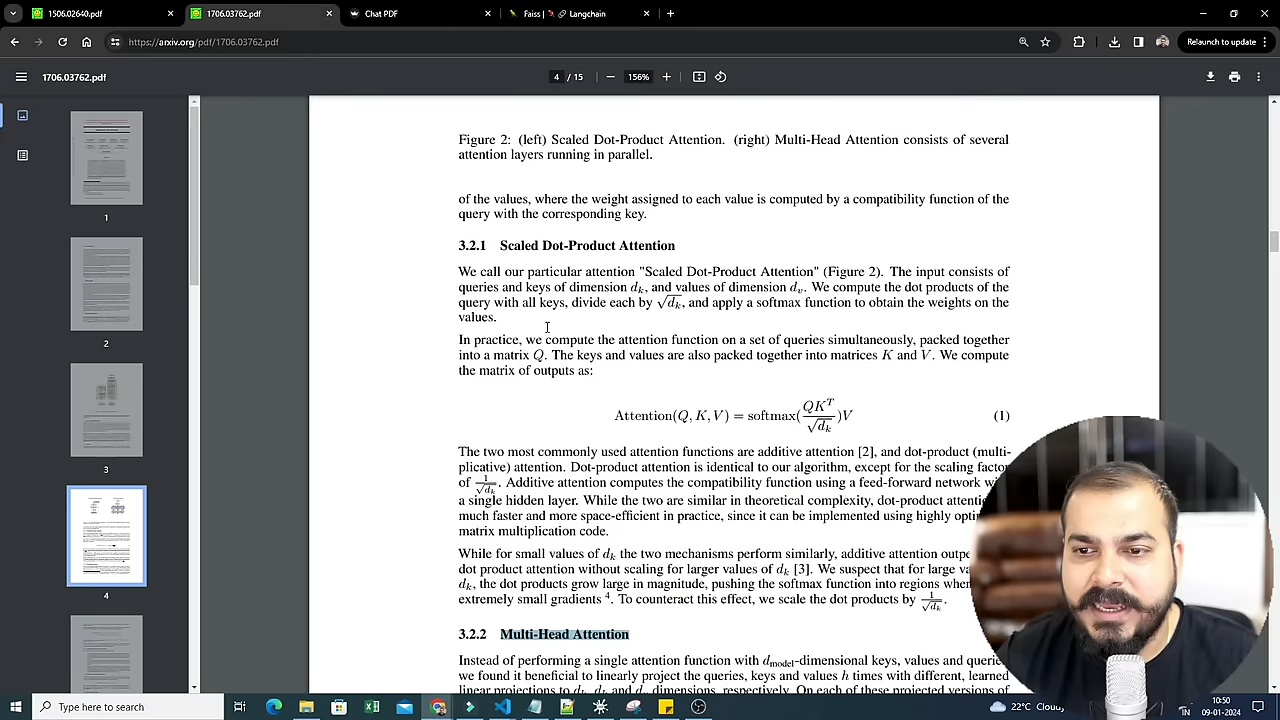 1506.02640.pdf
1706.03762.pdf
Chat PDF
Faiss | 🦜️🔗 Langchain
https://arxiv.org/pdf/1706.03762.pdf
Relaunch to update
1706.03762.pdf
4 / 15
156%
1
2
3
4
Figure 2: (left) Scaled Dot-Product Attention. (right) Multi-Head Attention consists of several
attention layers running in parallel.
of the values, where the weight assigned to each value is computed by a compatibility function of the
query with the corresponding key.
3.2.1 Scaled Dot-Product Attention
We call our particular attention "Scaled Dot-Product Attention" (Figure 2). The input consists of
queries and keys of dimension dₖ, and values of dimension dᵥ. We compute the dot products of the
query with all keys, divide each by √dₖ, and apply a softmax function to obtain the weights on the
values.
In practice, we compute the attention function on a set of queries simultaneously, packed together
into a matrix Q. The keys and values are also packed together into matrices K and V. We compute
the matrix of outputs as:
Attention(Q, K, V) = softmax(QKᵀ/√dₖ)V (1)
The two most commonly used attention functions are additive attention [2], and dot-product (multi-
plicative) attention. Dot-product attention is identical to our algorithm, except for the scaling factor
of 1/√dₖ. Additive attention computes the compatibility function using a feed-forward network
a single hidden layer. While the two are similar in theoretical complexity, dot-product
much faster and more space-efficient in practice, since it can be implemented using highly
matrix multiplication code.
While for small values of dₖ the two mechanisms perform similarly, additive attention
dot product attention without scaling for larger values of dₖ [3]. We suspect that for large
dₖ, the dot products grow large in magnitude, pushing the softmax function into regions
extremely small gradients ⁴. To counteract this effect, we scale the dot products by 1/√dₖ.
3.2.2 Multi-Head Attention
Instead of performing a single attention function with d_model-dimensional keys, values and
we found it beneficial to linearly project the queries, keys and values h times with different, learned
Type here to search
22°C Cloudy
IN
10:50
09-01-2024